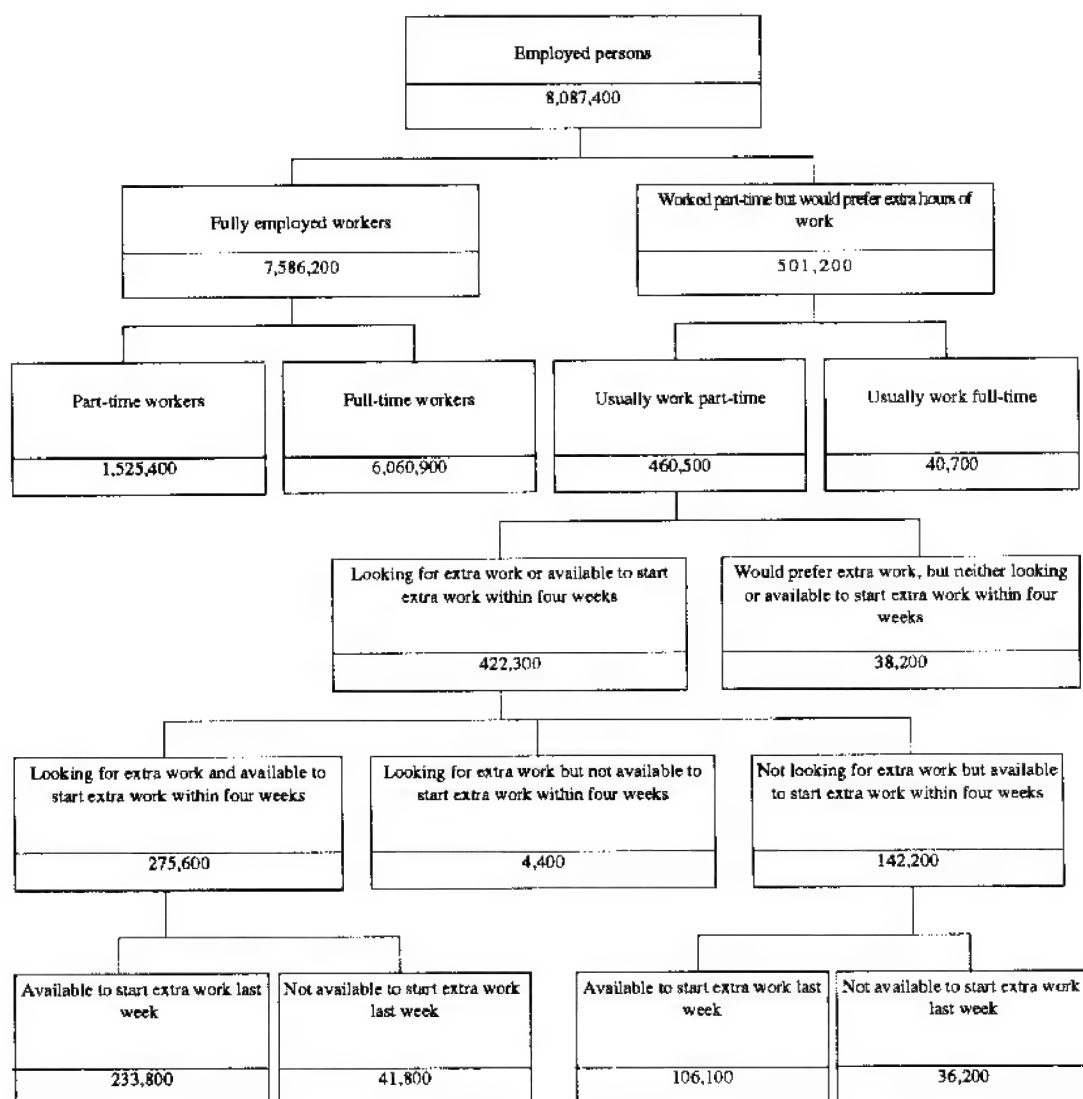 Employed persons
8,087,400
Fully employed workers
7,586,200
Worked part-time but would prefer extra hours of
work
501,200
Part-time workers
1,525,400
Full-time workers
6,060,900
Usually work part-time
460,500
Usually work full-time
40,700
Looking for extra work or available to start
extra work within four weeks
422,300
Would prefer extra work, but neither looking
or available to start extra work within four
weeks
38,200
Looking for extra work and available to
start extra work within four weeks
275,600
Looking for extra work but not available to
start extra work within four weeks
4,400
Not looking for extra work but available
to start extra work within four weeks
142,200
Available to start extra work last
week
233,800
Not available to start extra work
last week
41,800
Available to start extra work last
week
106,100
Not available to start extra work
last week
36,200